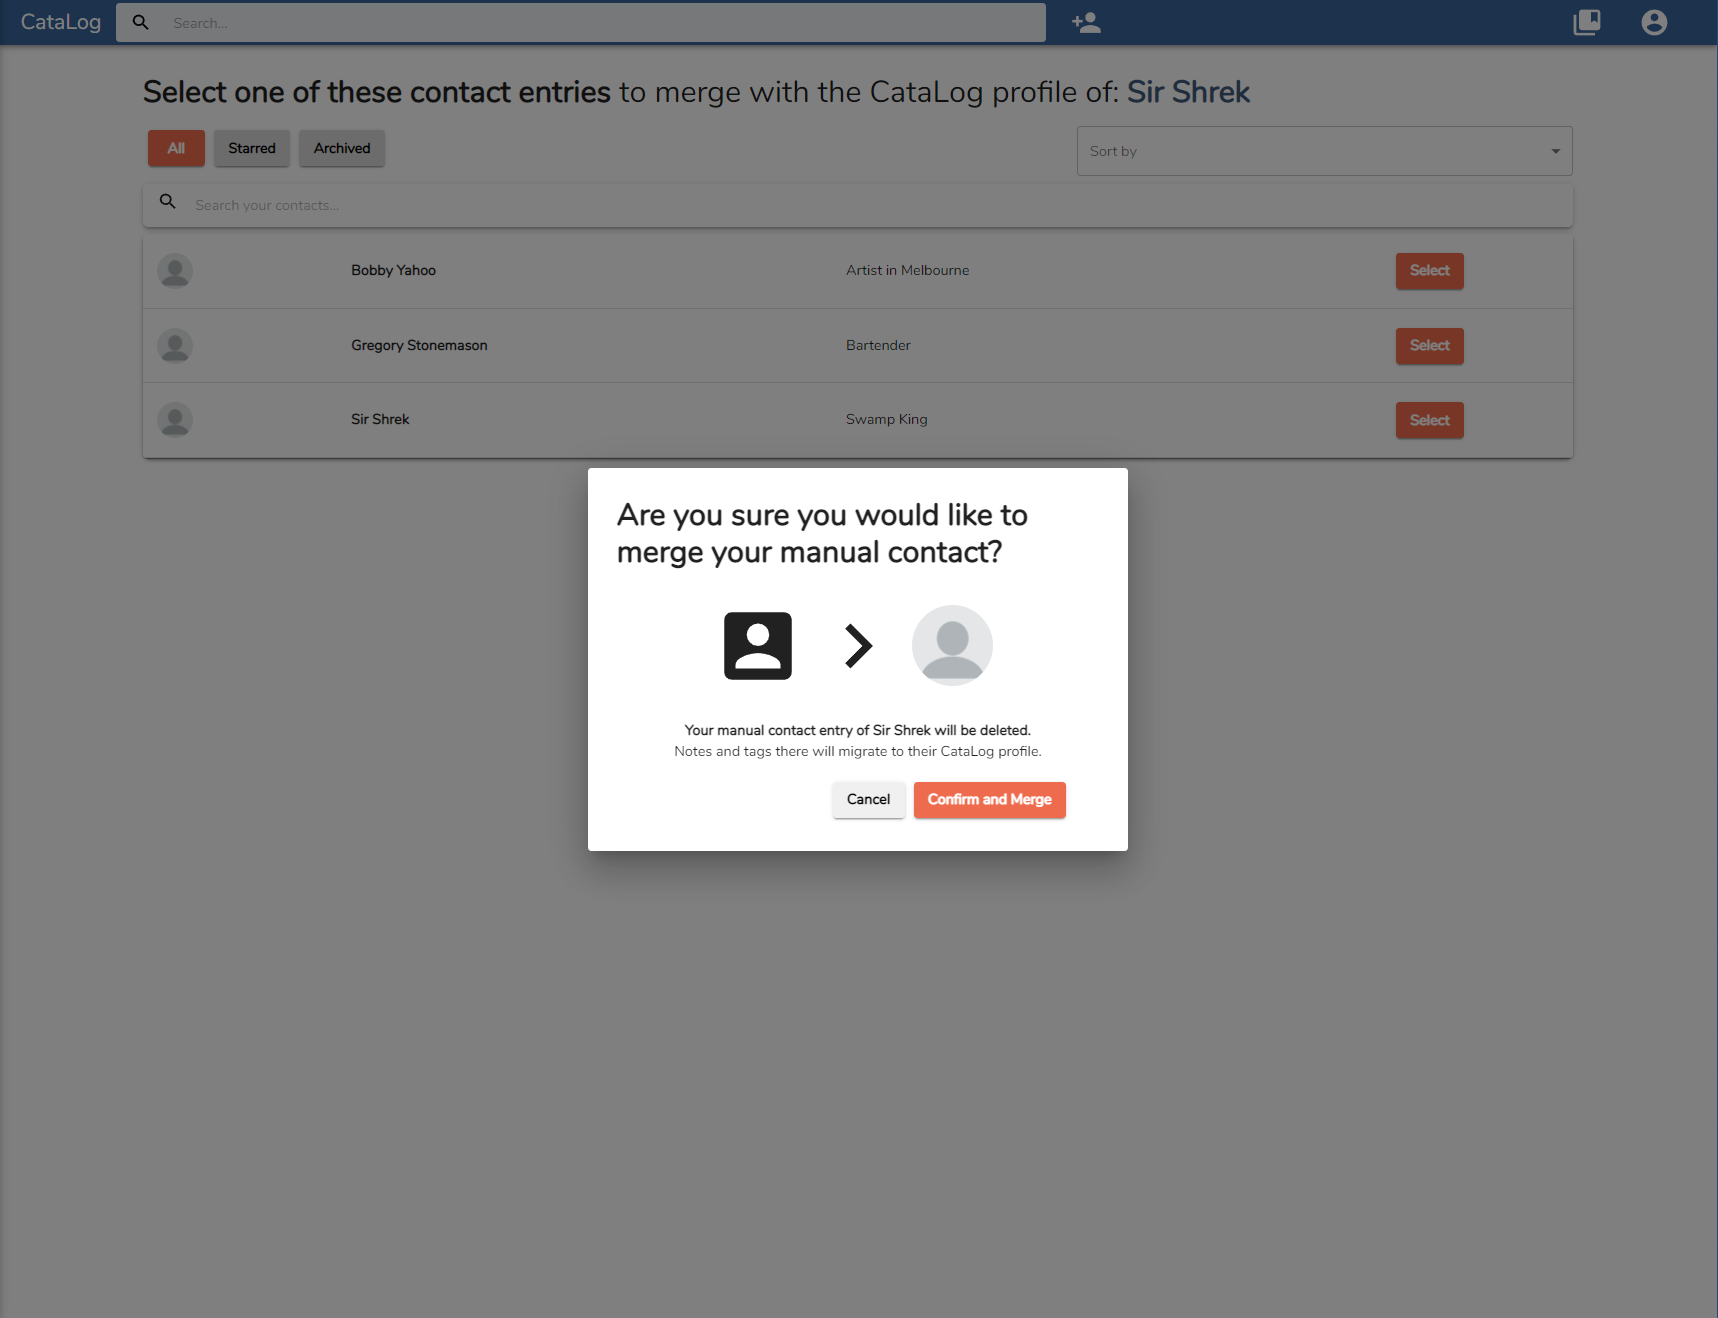 CataLog
Search...
Select one of these contact entries to merge with the CataLog profile of: Sir Shrek
All Starred Archived
Sort by
Search your contacts...
Bobby Yahoo Artist in Melbourne Select
Gregory Stonemason Bartender Select
Sir Shrek Swamp King Select
Are you sure you would like to
merge your manual contact?
Your manual contact entry of Sir Shrek will be deleted.
Notes and tags there will migrate to their CataLog profile.
Cancel Confirm and Merge